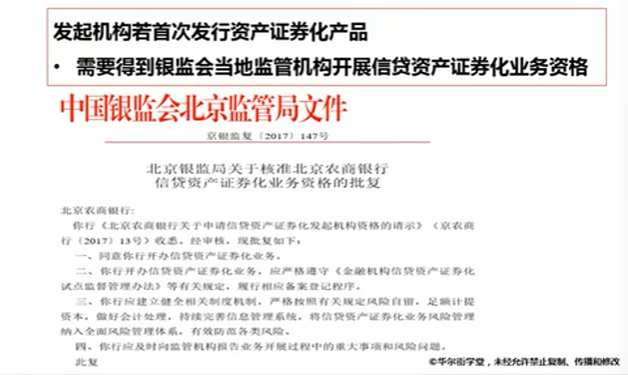 发起机构若首次发行资产证券化产品
• 需要得到银监会当地监管机构开展信贷资产证券化业务资格
中国银监会北京监管局文件
京银监复〔2017〕147号
北京银监局关于核准北京农商银行
信贷资产证券化业务资格的批复
北京农商银行:
你行《北京农商银行关于申请信贷资产证券化发起机构资格的请示》（京农商
行〔2017〕13号）收悉。经审核，现批复如下：
一、同意你行开办信贷资产证券化业务。
二、你行开办信贷资产证券化业务，应严格遵守《金融机构信贷资产证券化
试点监督管理办法》等有关规定，履行相应备案登记程序。
三、你行应建立健全相关制度机制，严格按照有关规定风险自留，足额计提
资本，做好会计处理，持续完善信息管理系统，将信贷资产证券化业务风险管理
纳入全面风险管理体系，有效防范各类风险。
四、你行应及时向监管机构报告业务开展过程中的重大事项和风险问题。
此复
©华尔街学堂，未经允许禁止复制、传播和修改